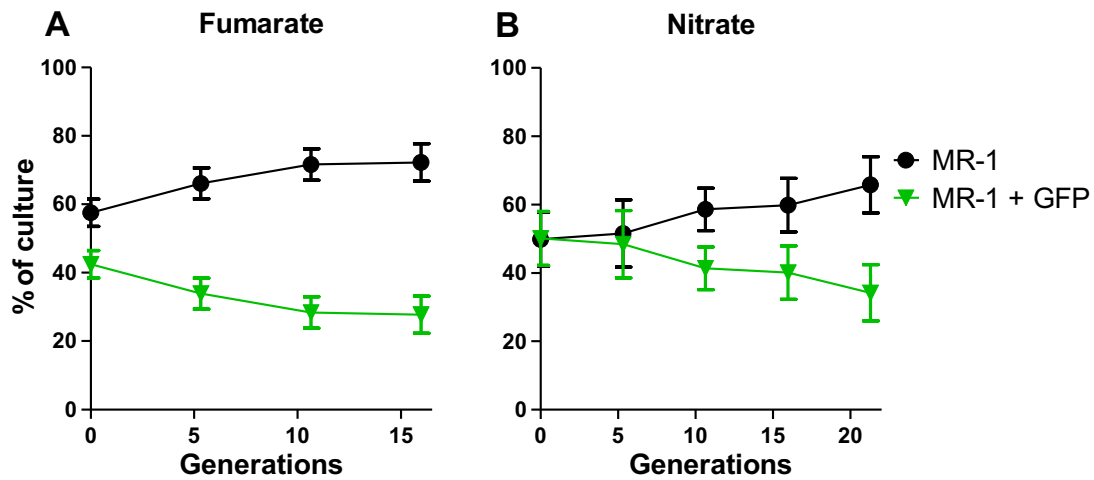 A
Fumarate
B
Nitrate
% of culture
100
80
60
40
20
0
0 5 10 15
Generations
100
80
60
40
20
0
0 5 10 15 20
Generations
MR-1
MR-1 + GFP